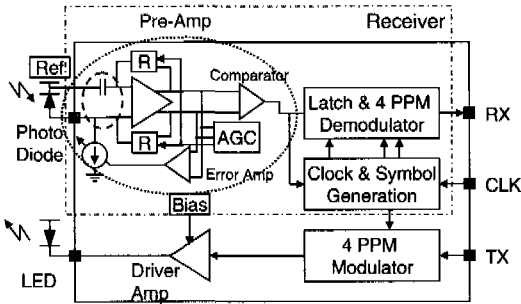 Pre-Amp
Receiver
Ref
R
Comparator
Latch & 4 PPM
Demodulator
RX
Photo
Diode
R
AGC
Error Amp
Clock & Symbol
Generation
CLK
Bias
LED
Driver
Amp
4 PPM
Modulator
TX